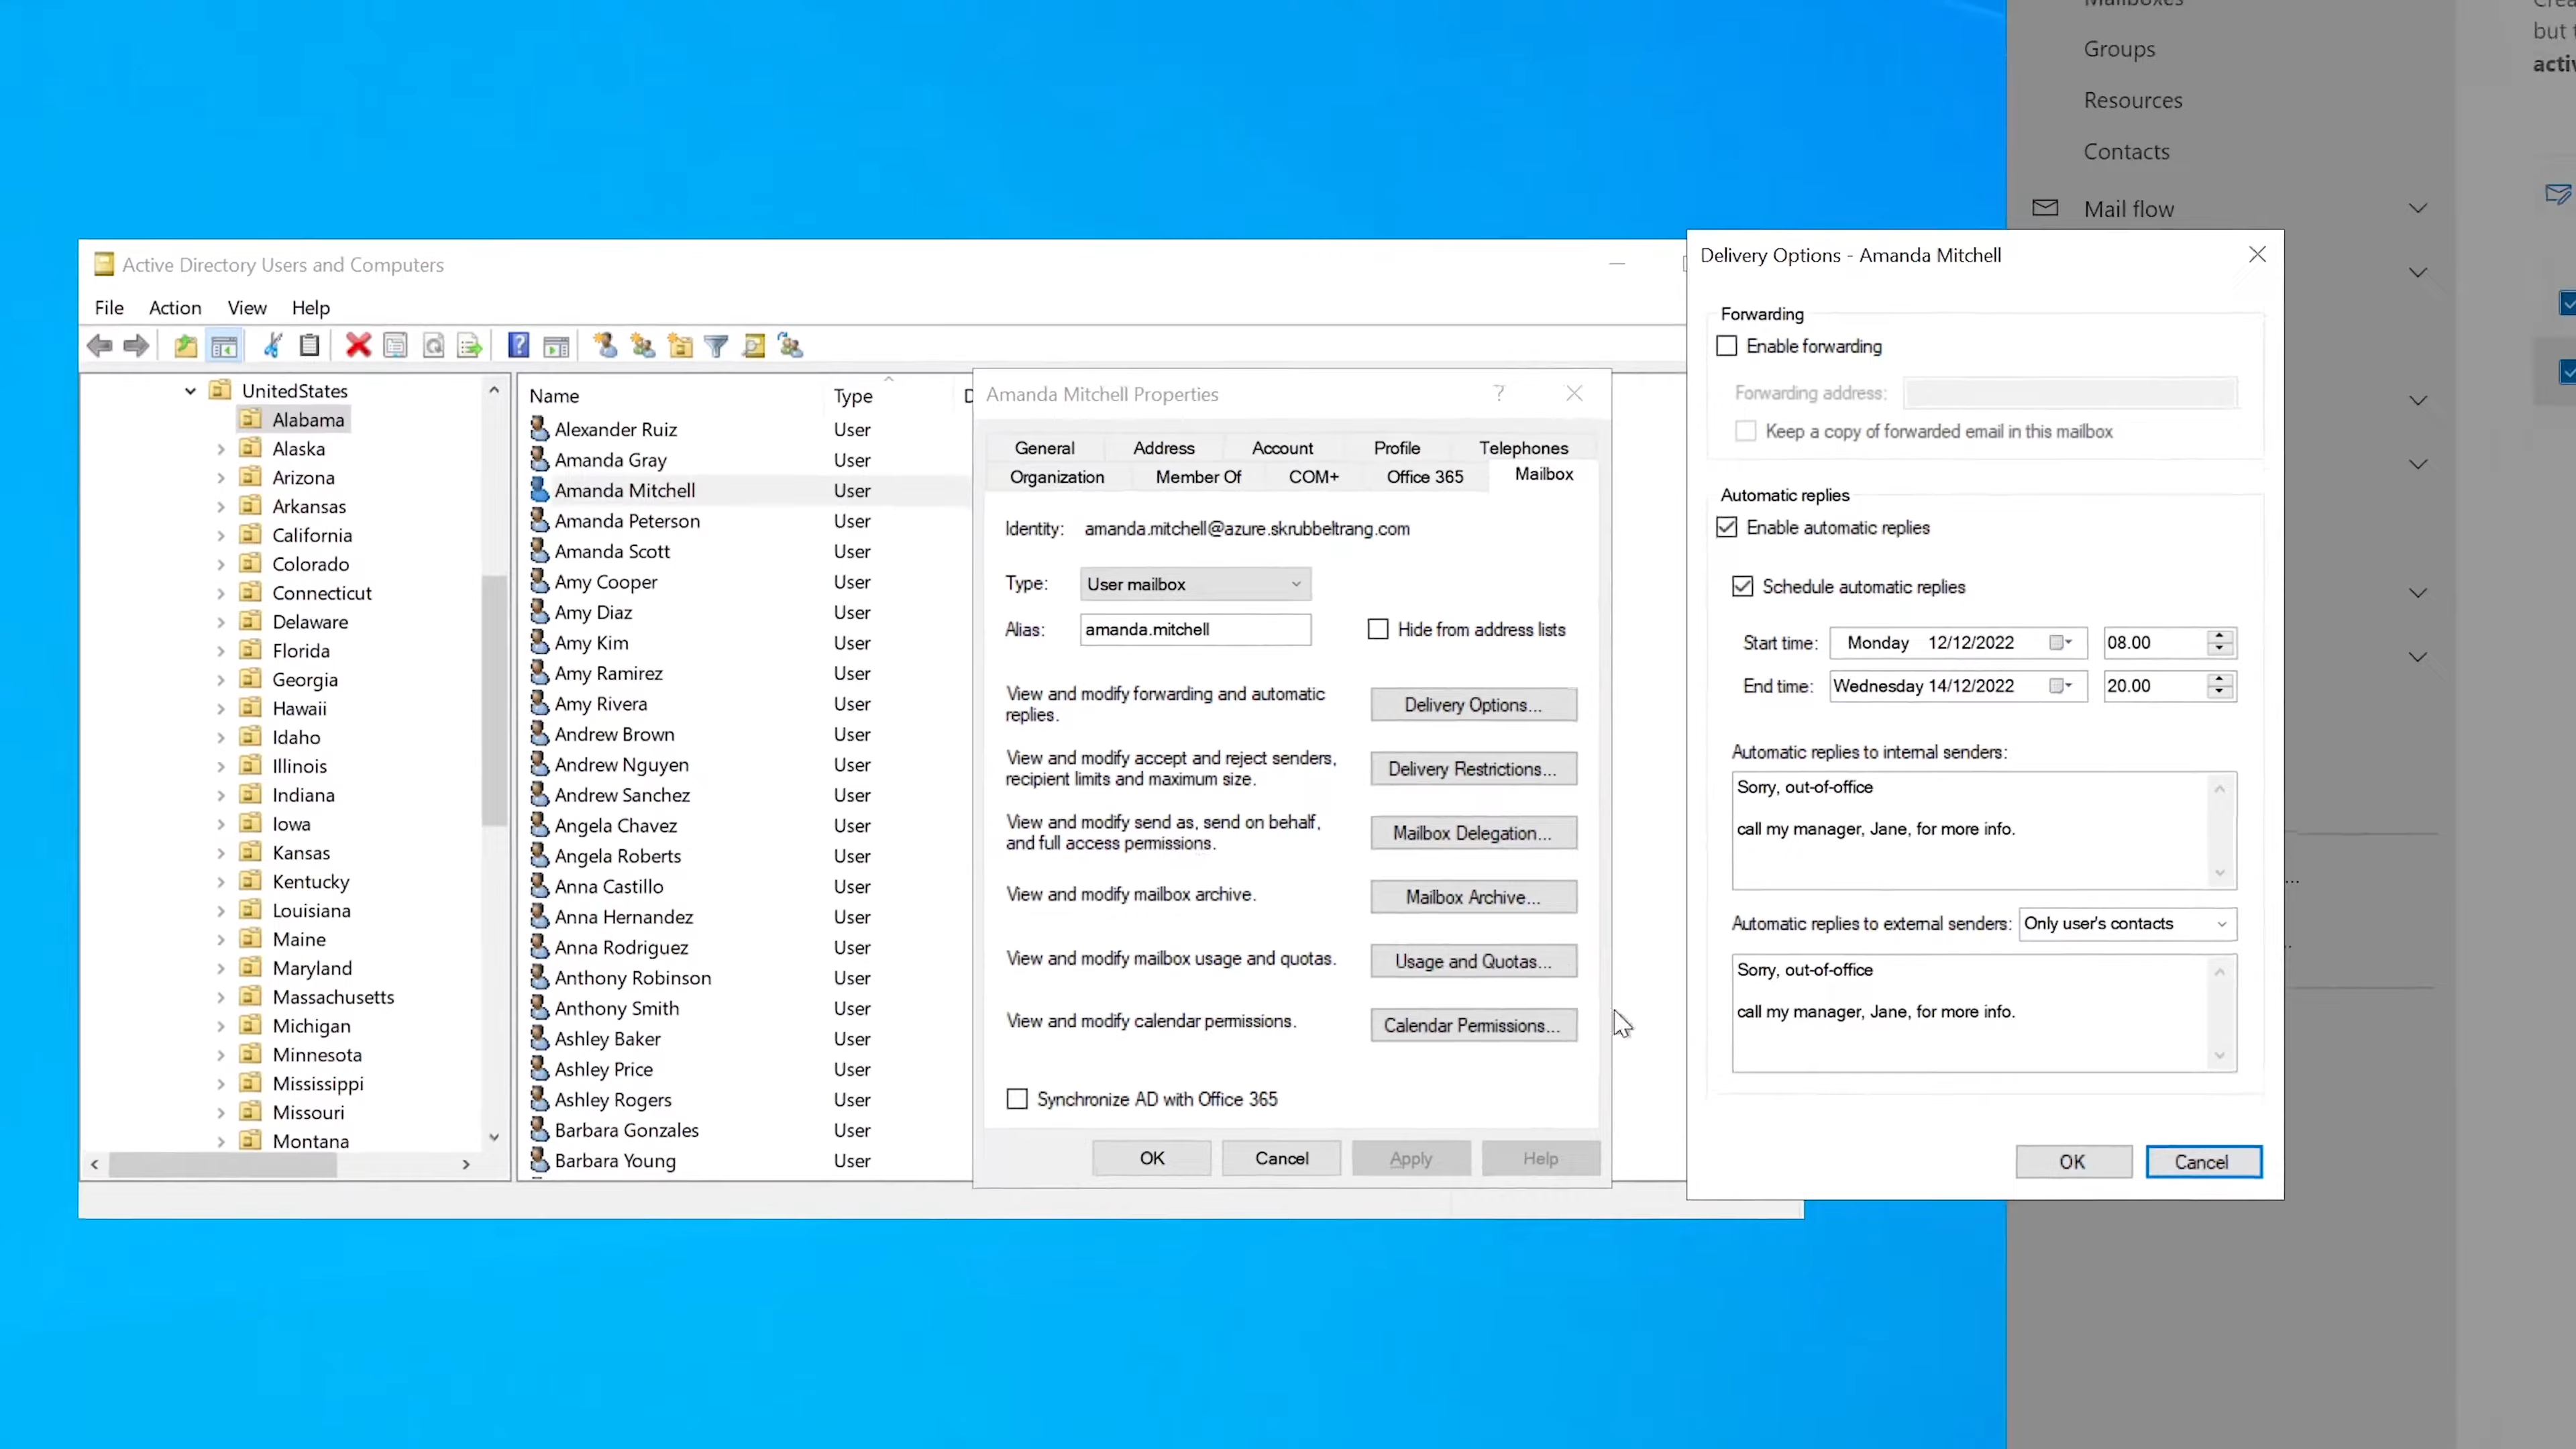 Mailboxes
Groups
Resources
Contacts
Mail flow
but
Active Directory Users and Computers
File Action View Help
UnitedStates
Alabama
Alaska
Arizona
Arkansas
California
Colorado
Connecticut
Delaware
Florida
Georgia
Hawaii
Idaho
Illinois
Indiana
Iowa
Kansas
Kentucky
Louisiana
Maine
Maryland
Massachusetts
Michigan
Minnesota
Mississippi
Missouri
Montana
Name Type
Alexander Ruiz User
Amanda Gray User
Amanda Mitchell User
Amanda Peterson User
Amanda Scott User
Amy Cooper User
Amy Diaz User
Amy Kim User
Amy Ramirez User
Amy Rivera User
Andrew Brown User
Andrew Nguyen User
Andrew Sanchez User
Angela Chavez User
Angela Roberts User
Anna Castillo User
Anna Hernandez User
Anna Rodriguez User
Anthony Robinson User
Anthony Smith User
Ashley Baker User
Ashley Price User
Ashley Rogers User
Barbara Gonzales User
Barbara Young User
Amanda Mitchell Properties
General Address Account Profile Telephones
Organization Member Of COM+ Office 365 Mailbox
Identity: amanda.mitchell@azure.skrubbeltrang.com
Type: User mailbox
Alias: amanda.mitchell Hide from address lists
View and modify forwarding and automatic
replies.
Delivery Options...
View and modify accept and reject senders,
recipient limits and maximum size.
Delivery Restrictions...
View and modify send as, send on behalf,
and full access permissions.
Mailbox Delegation...
View and modify mailbox archive.
Mailbox Archive...
View and modify mailbox usage and quotas.
Usage and Quotas...
View and modify calendar permissions.
Calendar Permissions...
Synchronize AD with Office 365
OK Cancel Apply Help
Delivery Options - Amanda Mitchell
Forwarding
Enable forwarding
Forwarding address:
Keep a copy of forwarded email in this mailbox
Automatic replies
Enable automatic replies
Schedule automatic replies
Start time: Monday 12/12/2022 08.00
End time: Wednesday 14/12/2022 20.00
Automatic replies to internal senders:
Sorry, out-of-office
call my manager, Jane, for more info.
Automatic replies to external senders: Only user's contacts
Sorry, out-of-office
call my manager, Jane, for more info.
OK Cancel